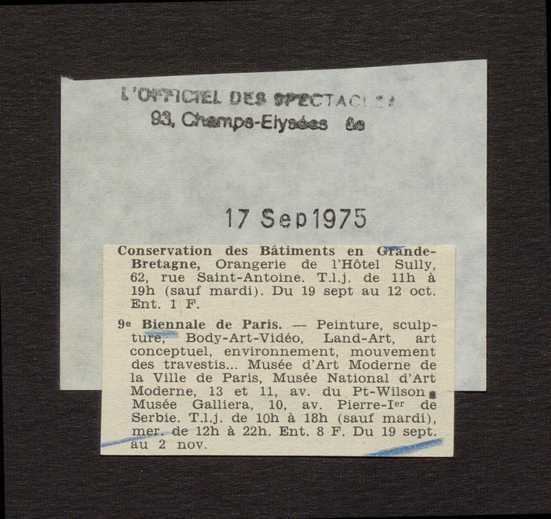 L'OFFICIEL DES SPECTACLES
93, Champs-Elysées 8e
17 Sep 1975
Conservation des Bâtiments en Grande-
Bretagne, Orangerie de l'Hôtel Sully,
62, rue Saint-Antoine. T.l.j. de 11h à
19h (sauf mardi). Du 19 sept au 12 oct.
Ent. 1 F.
9e Biennale de Paris. — Peinture, sculp-
ture, Body-Art-Vidéo, Land-Art, art
conceptuel, environnement, mouvement
des travestis... Musée d'Art Moderne de
la Ville de Paris, Musée National d'Art
Moderne, 13 et 11, av. du Pt-Wilson
Musée Galliera, 10, av. Pierre-Ier de
Serbie. T.l.j. de 10h à 18h (sauf mardi),
mer. de 12h à 22h. Ent. 8 F. Du 19 sept.
au 2 nov.